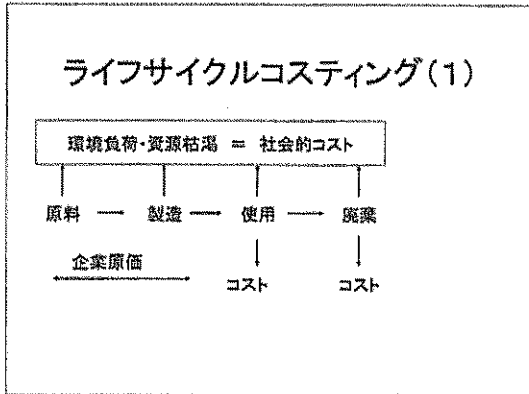 ライフサイクルコスティング(1)
環境負荷・資源枯渇 = 社会的コスト
原料 製造 使用 廃棄
企業原価
コスト コスト